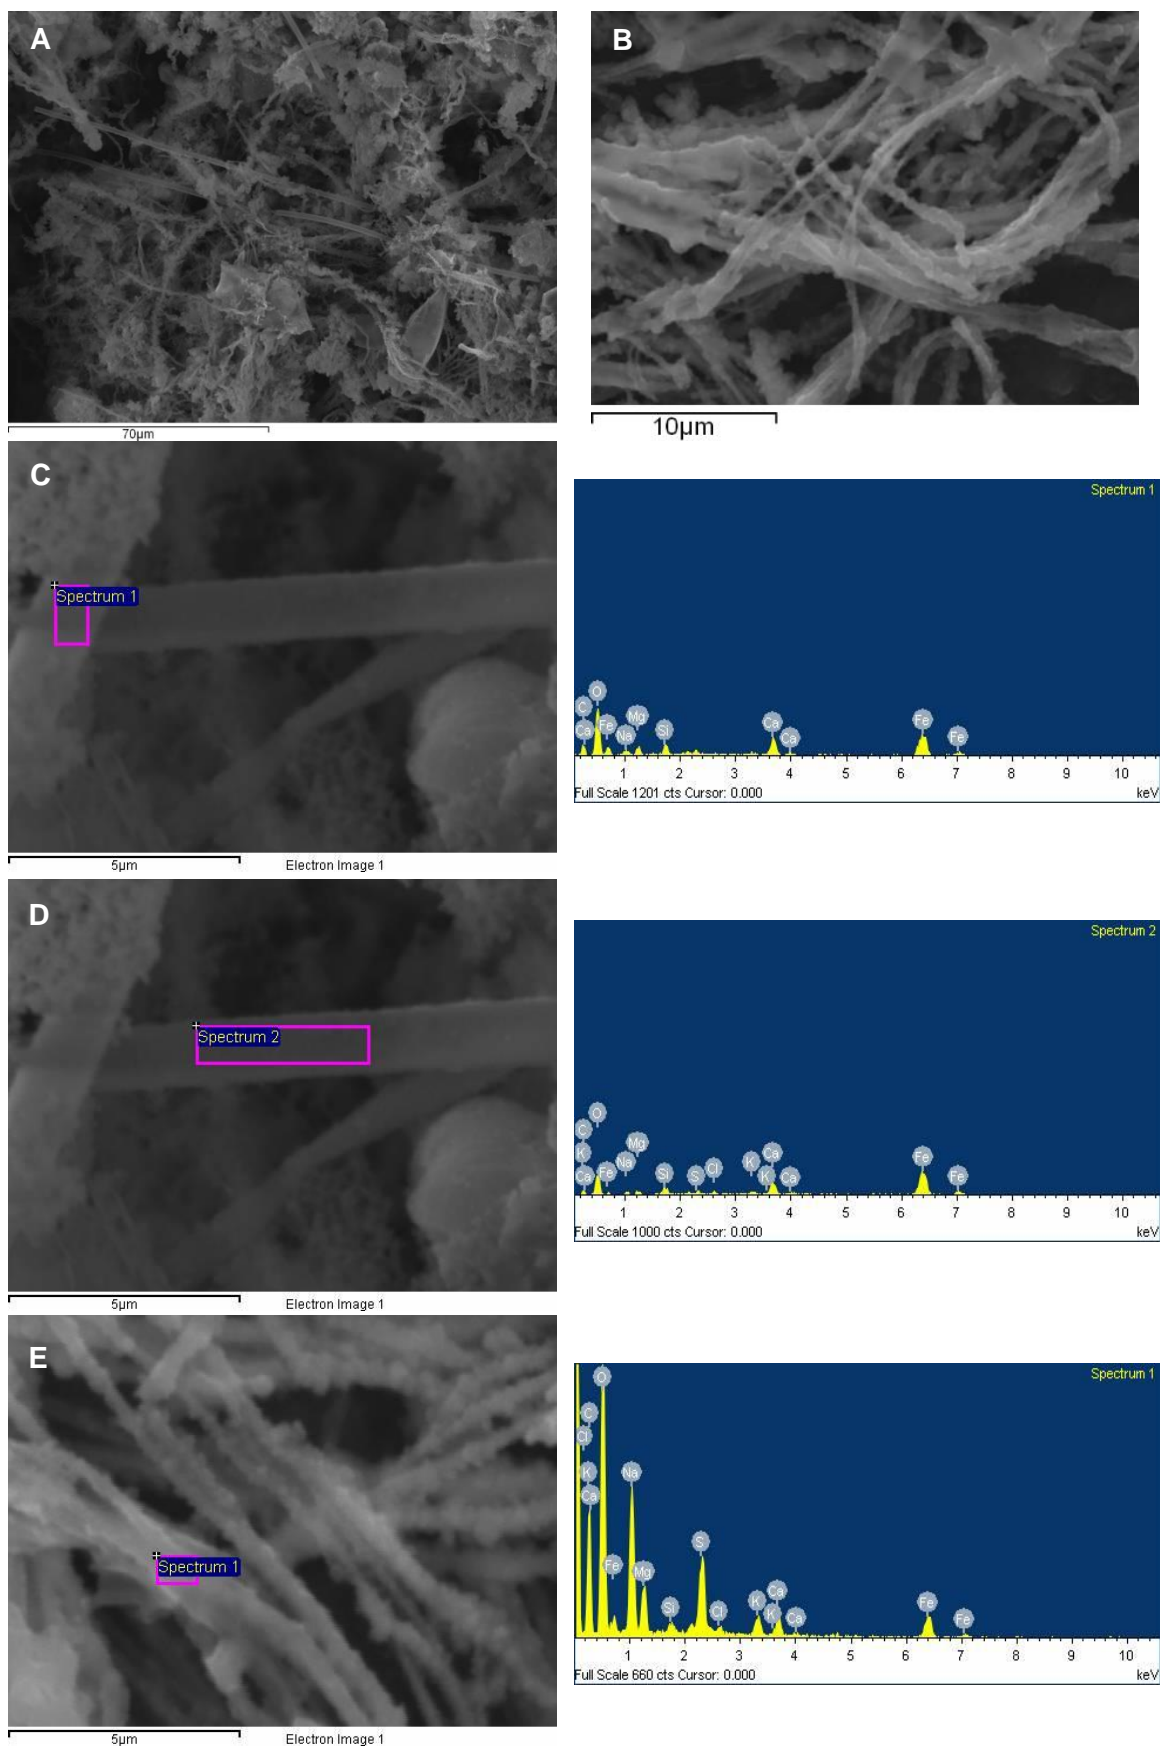 A
B
70µm
10µm
C
Spectrum 1
5µm
Electron Image 1
Spectrum 1
C
O
Ca
Fe
Na
Mg
Si
Ca
Ca
Fe
Fe
1 2 3 4 5 6 7 8 9 10
Full Scale 1201 cts Cursor: 0.000
keV
D
Spectrum 2
5µm
Electron Image 1
Spectrum 2
O
C
K
Ca
Fe
Na
Mg
Si
S
Cl
K
K
Ca
Ca
Fe
Fe
1 2 3 4 5 6 7 8 9 10
Full Scale 1000 cts Cursor: 0.000
keV
E
Spectrum 1
5µm
Electron Image 1
Spectrum 1
O
C
Cl
K
Ca
Fe
Na
Mg
Si
S
Cl
K
K
Ca
Ca
Fe
Fe
1 2 3 4 5 6 7 8 9 10
Full Scale 660 cts Cursor: 0.000
keV